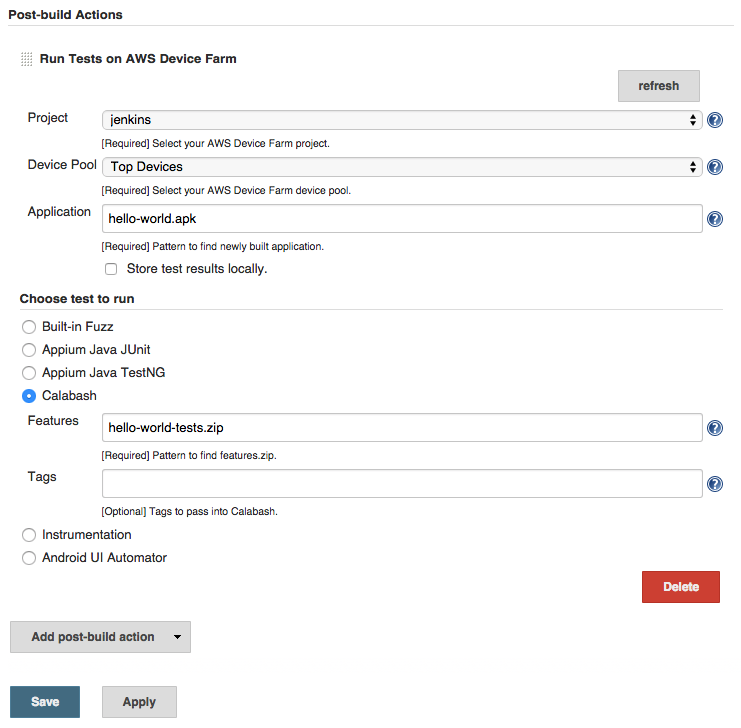 Post-build Actions
Run Tests on AWS Device Farm
refresh
Project
jenkins
[Required] Select your AWS Device Farm project.
Device Pool
Top Devices
[Required] Select your AWS Device Farm device pool.
Application
hello-world.apk
[Required] Pattern to find newly built application.
Store test results locally.
Choose test to run
Built-in Fuzz
Appium Java JUnit
Appium Java TestNG
Calabash
Features
hello-world-tests.zip
[Required] Pattern to find features.zip.
Tags
[Optional] Tags to pass into Calabash.
Instrumentation
Android UI Automator
Delete
Add post-build action
Save
Apply